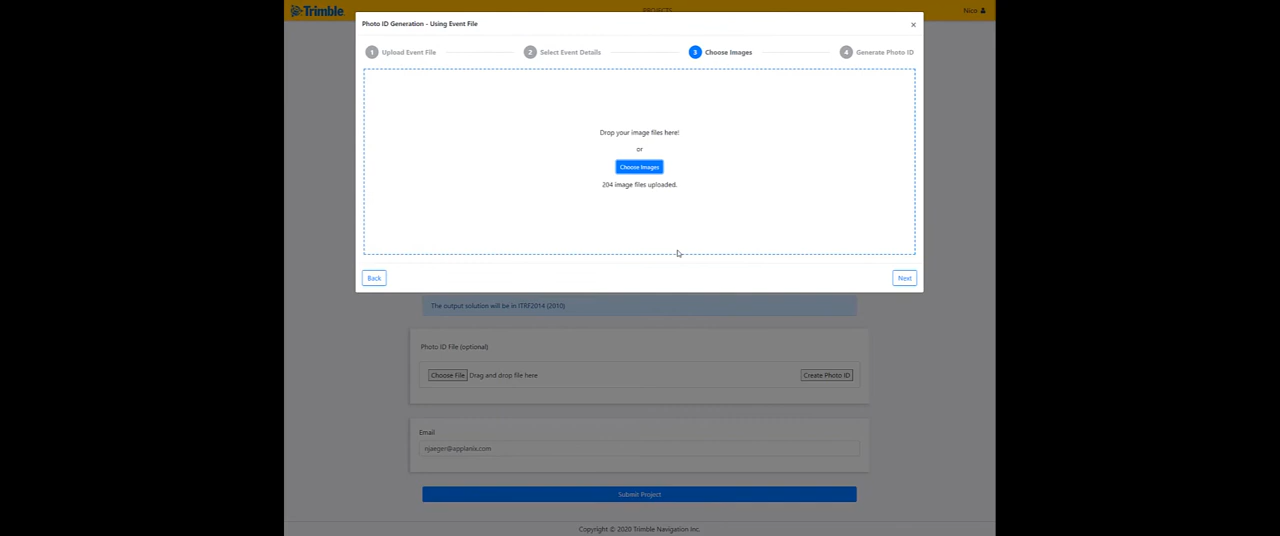 Trimble.
PROJECTS
Nico
Photo ID Generation - Using Event File
×
1 Upload Event File
2 Select Event Details
3 Choose Images
4 Generate Photo ID
Drop your image files here!
or
Choose Images
204 image files uploaded.
Back
Next
The output solution will be in ITRF2014 (2010)
Photo ID File (optional)
Choose File Drag and drop file here
Create Photo ID
Email
njaeger@applanix.com
Submit Project
Copyright © 2020 Trimble Navigation Inc.